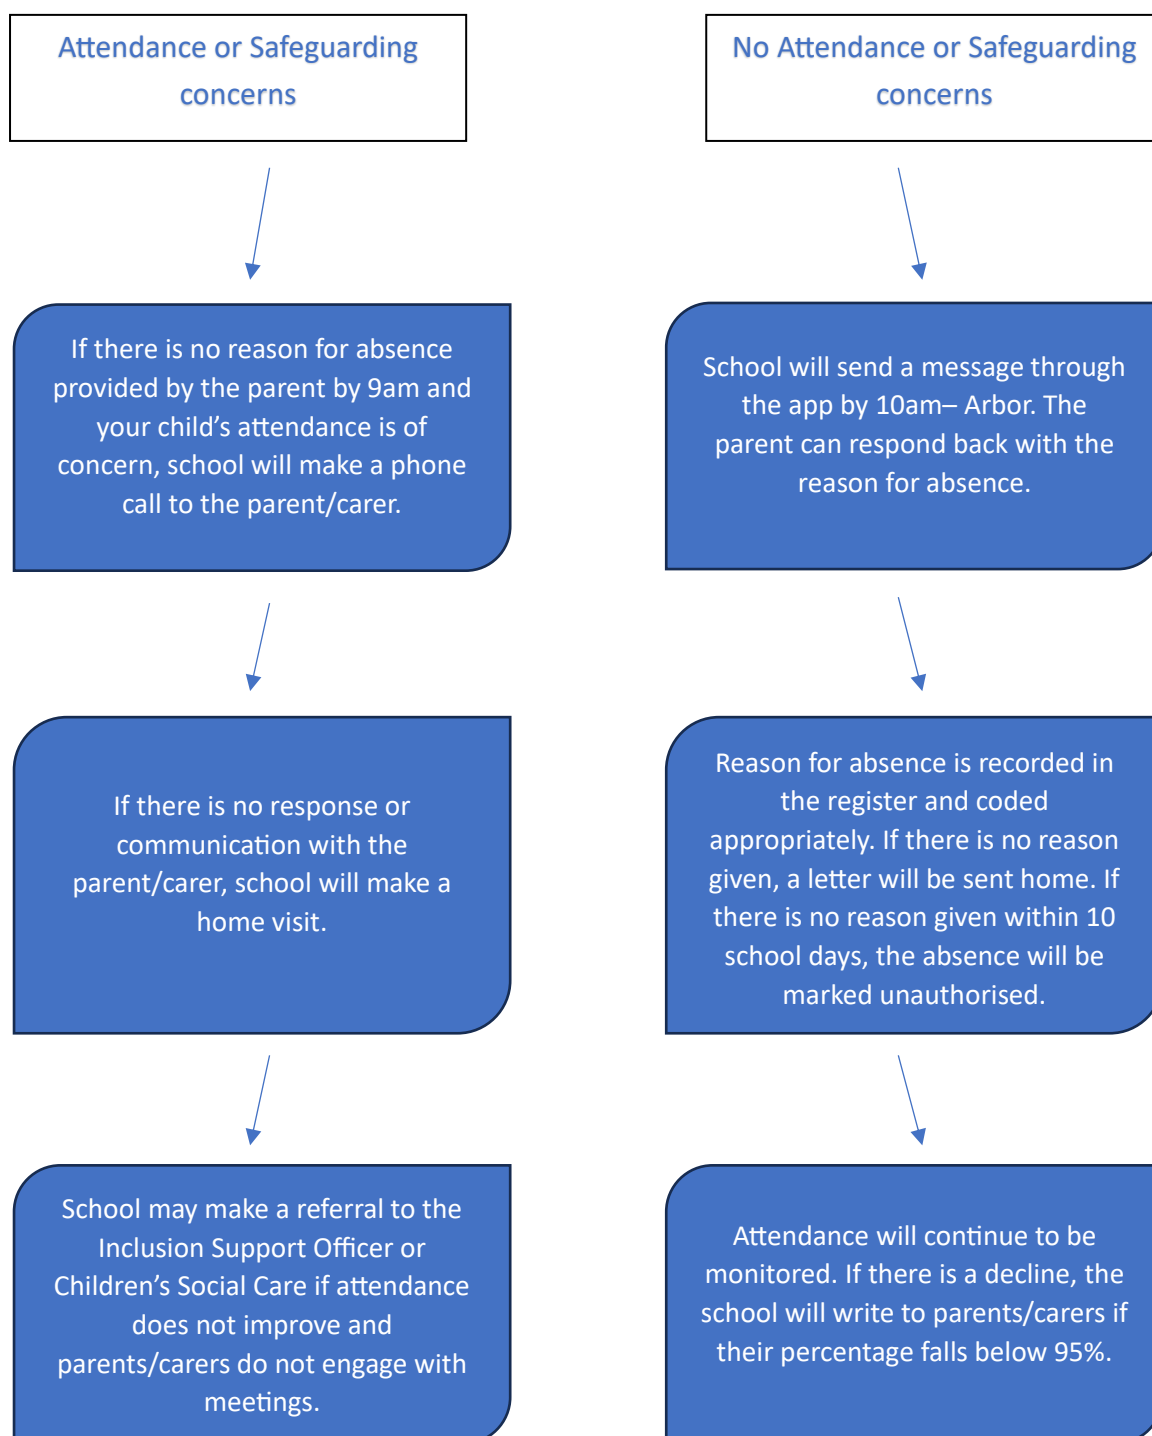 Attendance or Safeguarding
concerns
If there is no reason for absence
provided by the parent by 9am and
your child’s attendance is of
concern, school will make a phone
call to the parent/carer.
If there is no response or
communication with the
parent/carer, school will make a
home visit.
School may make a referral to the
Inclusion Support Officer or
Children’s Social Care if attendance
does not improve and
parents/carers do not engage with
meetings.
No Attendance or Safeguarding
concerns
School will send a message through
the app by 10am– Arbor. The
parent can respond back with the
reason for absence.
Reason for absence is recorded in
the register and coded
appropriately. If there is no reason
given, a letter will be sent home. If
there is no reason given within 10
school days, the absence will be
marked unauthorised.
Attendance will continue to be
monitored. If there is a decline, the
school will write to parents/carers if
their percentage falls below 95%.